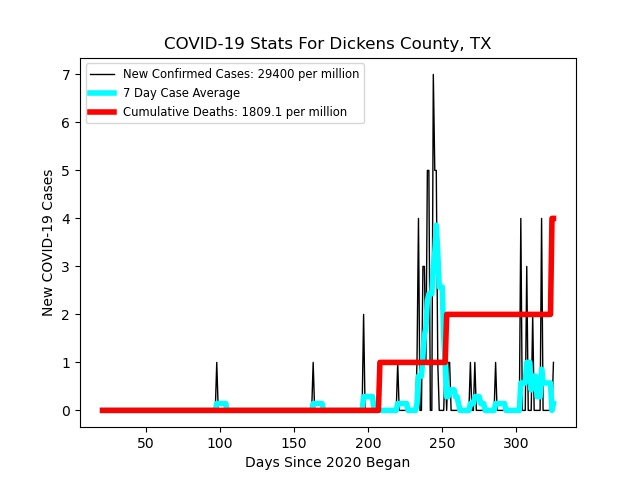 COVID-19 Stats For Dickens County, TX
New Confirmed Cases: 29400 per million
7 Day Case Average
Cumulative Deaths: 1809.1 per million
New COVID-19 Cases
7
6
5
4
3
2
1
0
50 100 150 200 250 300
Days Since 2020 Began